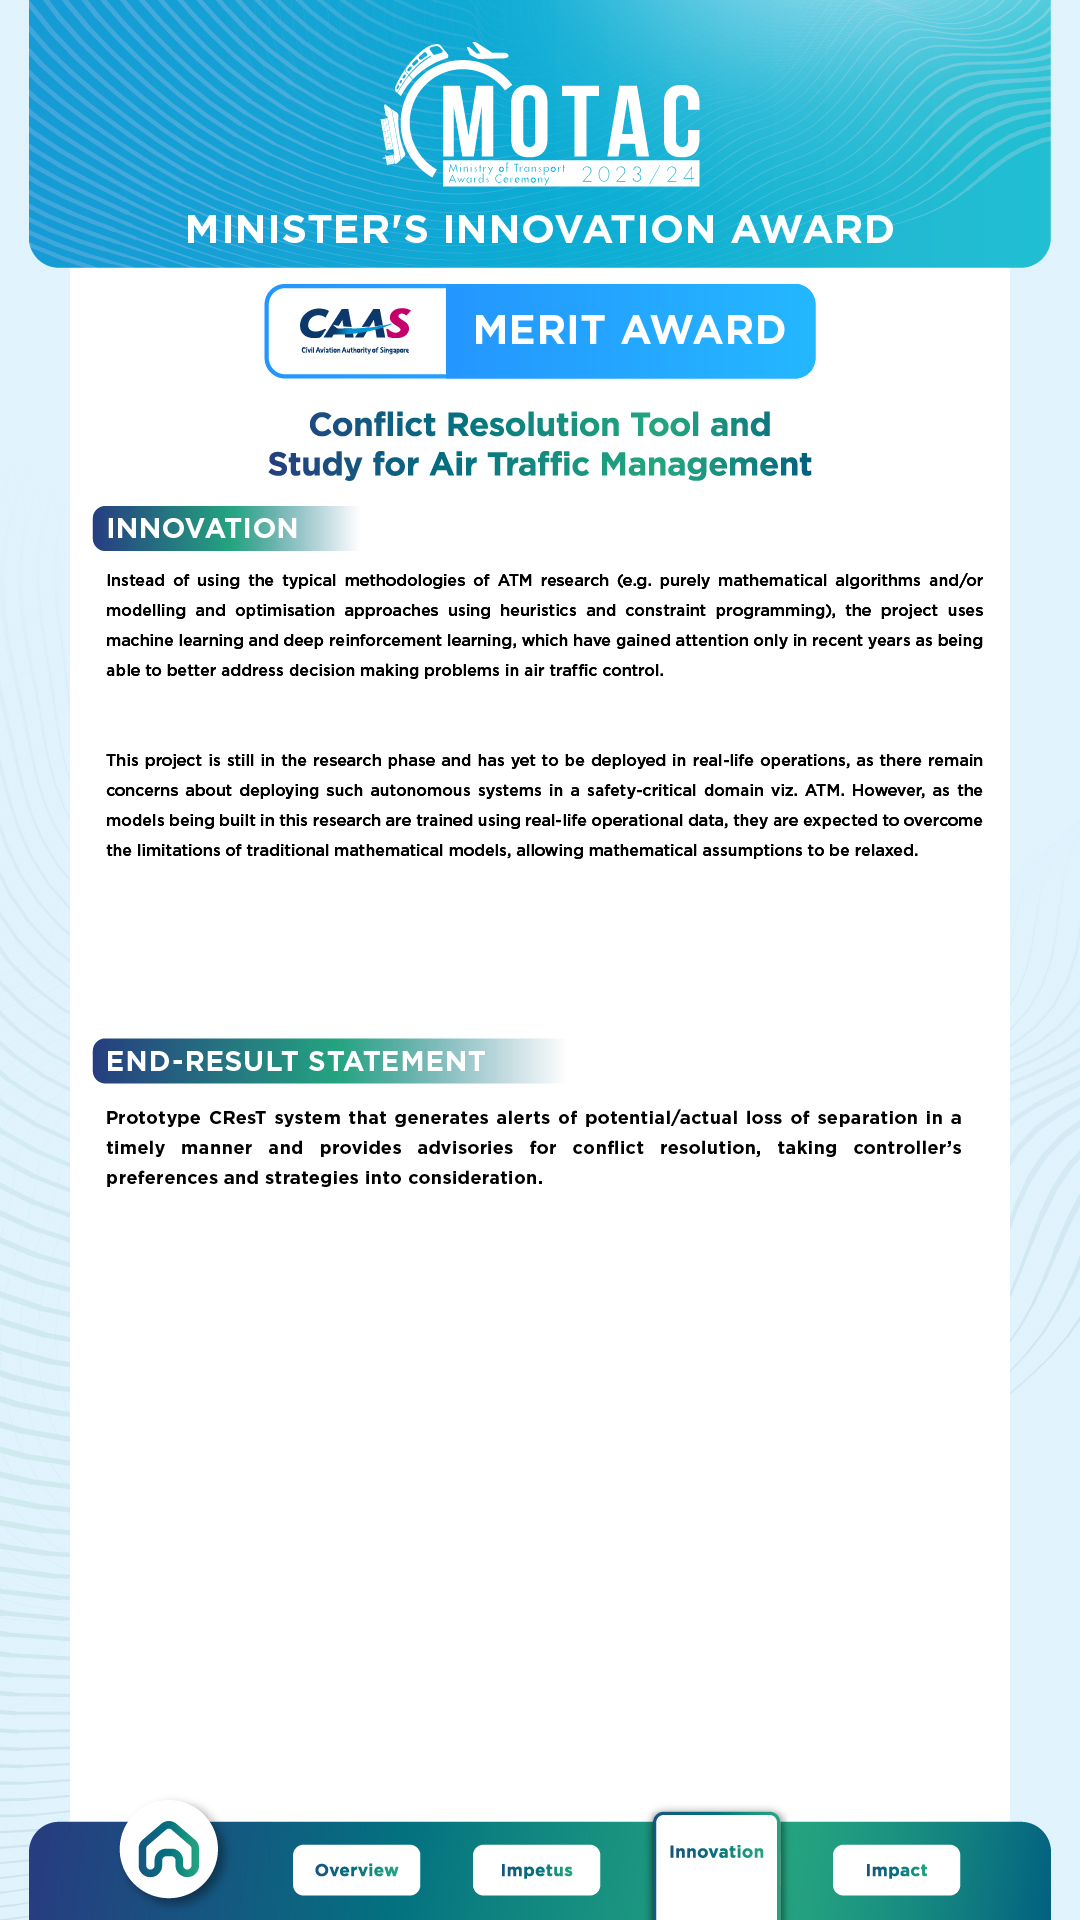 MOTAC
Ministry of Transport
Awards Ceremony 2023/24
MINISTER'S INNOVATION AWARD
CAAS
Civil Aviation Authority of Singapore
MERIT AWARD
Conflict Resolution Tool and
Study for Air Traffic Management
INNOVATION
Instead of using the typical methodologies of ATM research (e.g. purely mathematical algorithms and/or
modelling and optimisation approaches using heuristics and constraint programming), the project uses
machine learning and deep reinforcement learning, which have gained attention only in recent years as being
able to better address decision making problems in air traffic control.
This project is still in the research phase and has yet to be deployed in real-life operations, as there remain
concerns about deploying such autonomous systems in a safety-critical domain viz. ATM. However, as the
models being built in this research are trained using real-life operational data, they are expected to overcome
the limitations of traditional mathematical models, allowing mathematical assumptions to be relaxed.
END-RESULT STATEMENT
Prototype CResT system that generates alerts of potential/actual loss of separation in a
timely manner and provides advisories for conflict resolution, taking controller’s
preferences and strategies into consideration.
Overview
Impetus
Innovation
Impact